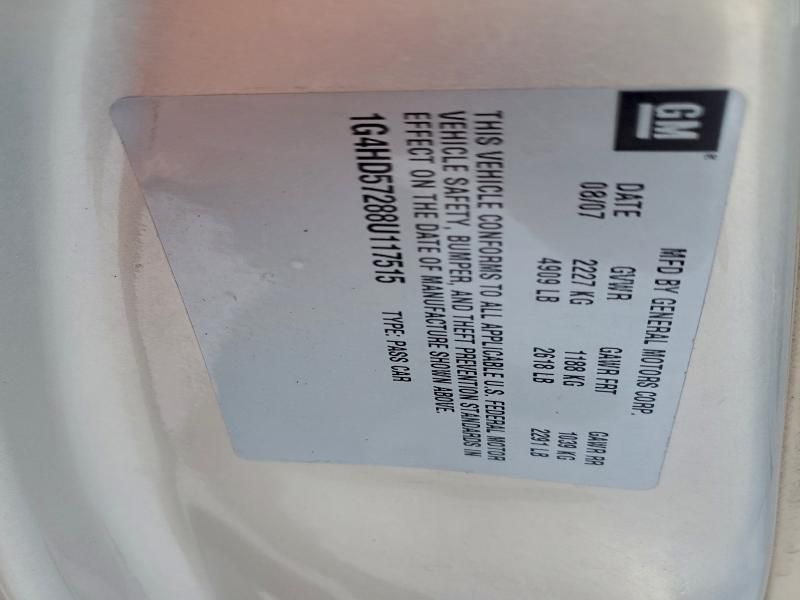 GM®
MFD BY GENERAL MOTORS CORP.
DATE GVWR GAWR FRT GAWR RR
08/07 2227 KG 1188 KG 1039 KG
4909 LB 2618 LB 2291 LB
THIS VEHICLE CONFORMS TO ALL APPLICABLE U.S. FEDERAL MOTOR
VEHICLE SAFETY, BUMPER, AND THEFT PREVENTION STANDARDS IN
EFFECT ON THE DATE OF MANUFACTURE SHOWN ABOVE.
1G4HD57288U117515 TYPE: PASS CAR